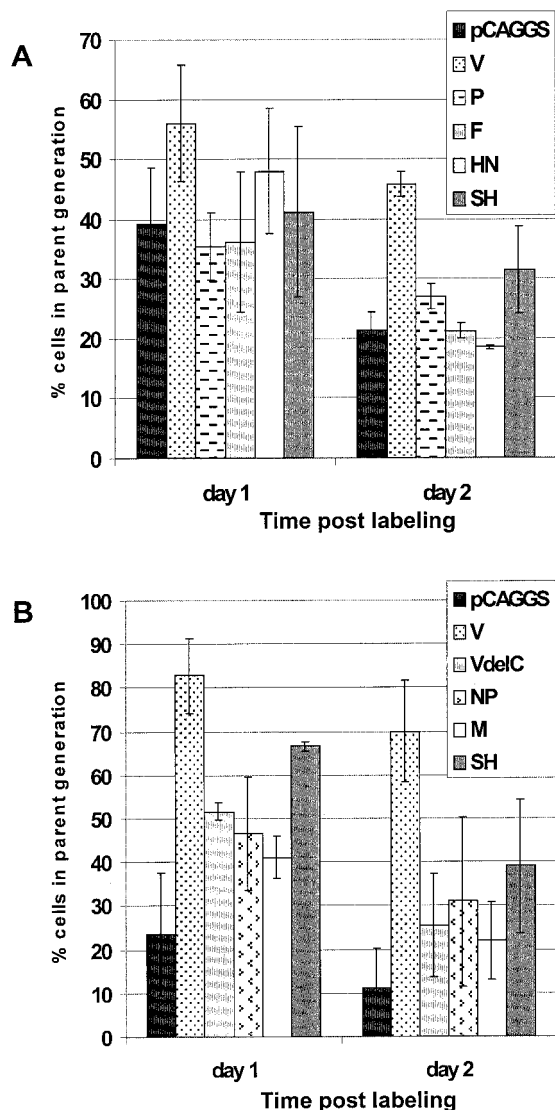 A
% cells in parent generation
70
60
50
40
30
20
10
0
pCAGGS
V
P
F
HN
SH
day 1
day 2
Time post labeling
B
% cells in parent generation
100
90
80
70
60
50
40
30
20
10
0
pCAGGS
V
VdelC
NP
M
SH
day 1
day 2
Time post labeling